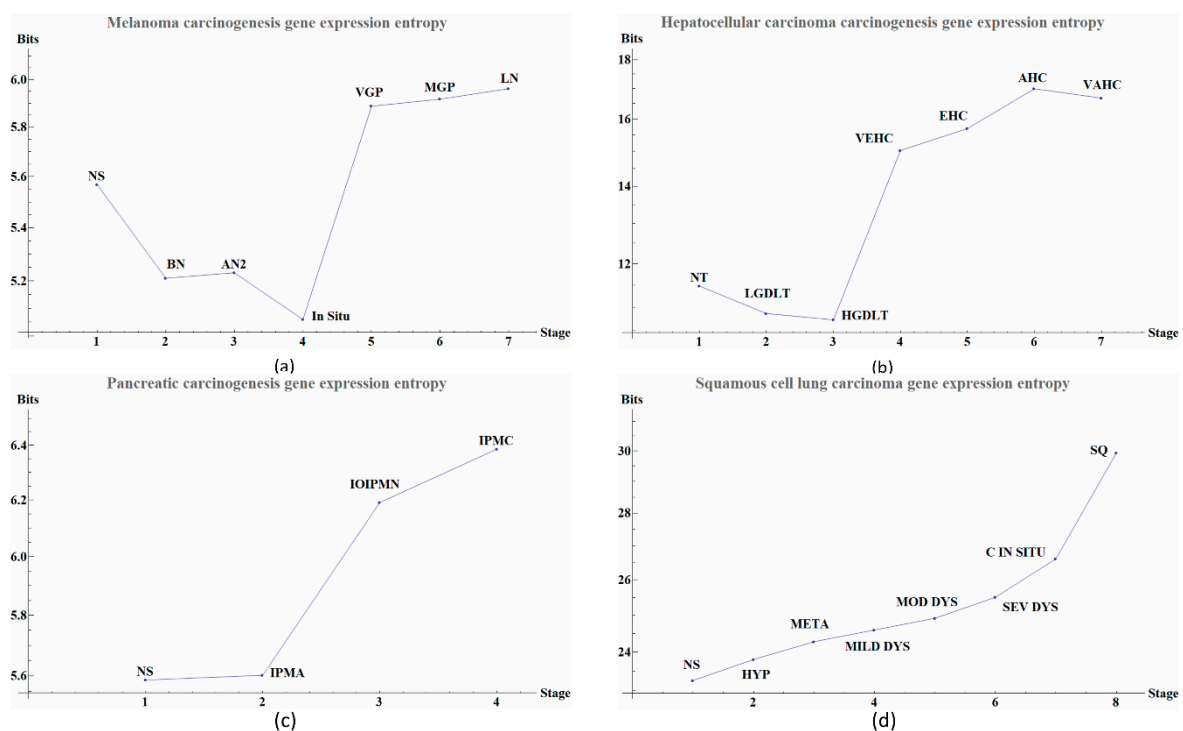 Melanoma carcinogenesis gene expression entropy
Bits
6.0
5.8
5.6
5.4
5.2
NS
BN
AN2
In Situ
VGP
MGP
LN
1 2 3 4 5 6 7
Stage
(a)
Hepatocellular carcinoma carcinogenesis gene expression entropy
Bits
18
16
14
12
NT
LGDLT
HGDLT
VEHC
EHC
AHC
VAHC
1 2 3 4 5 6 7
Stage
(b)
Pancreatic carcinogenesis gene expression entropy
Bits
6.4
6.2
6.0
5.8
5.6
NS
IPMA
IOIPMN
IPMC
1 2 3 4
Stage
(c)
Squamous cell lung carcinoma gene expression entropy
Bits
30
28
26
24
NS
HYP
META
MILD DYS
MOD DYS
SEV DYS
C IN SITU
SQ
2 4 6 8
Stage
(d)